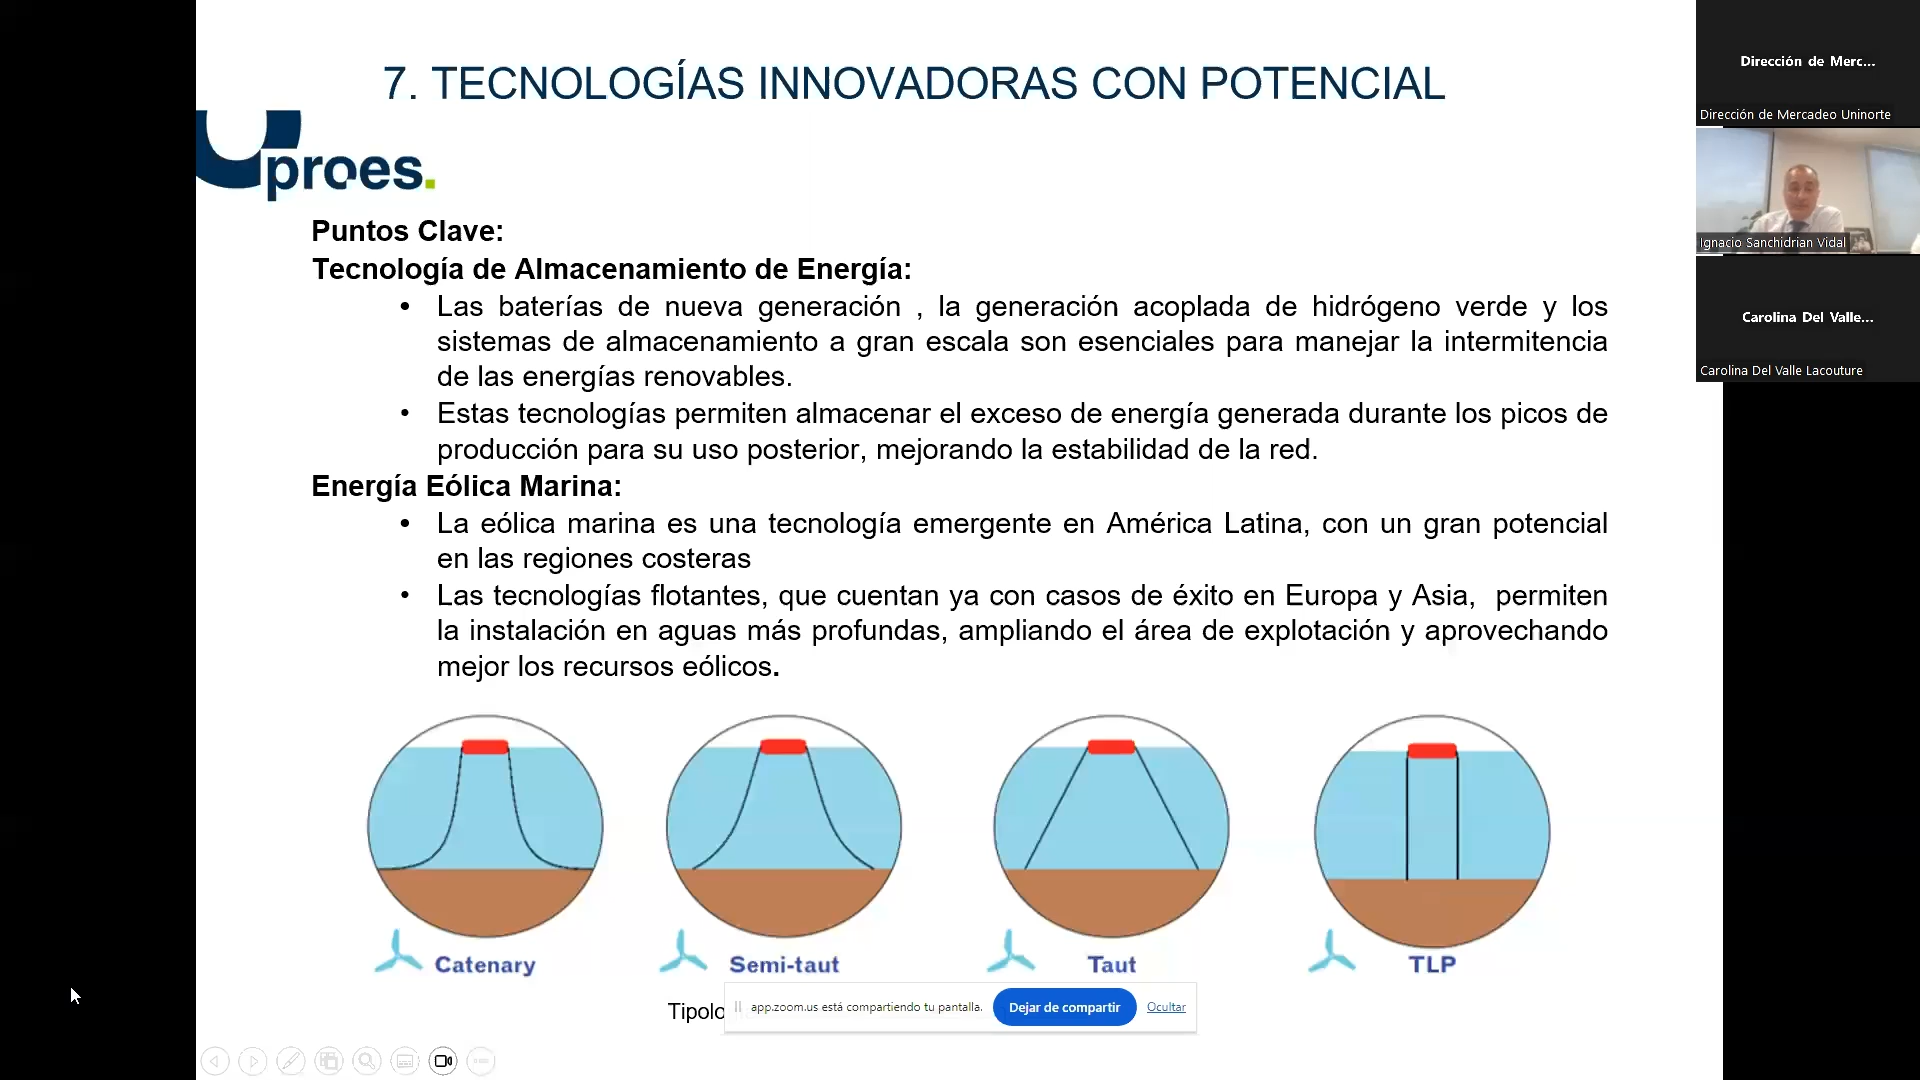 7. TECNOLOGÍAS INNOVADORAS CON POTENCIAL
Uproes.
Puntos Clave:
Tecnología de Almacenamiento de Energía:
• Las baterías de nueva generación , la generación acoplada de hidrógeno verde y los
sistemas de almacenamiento a gran escala son esenciales para manejar la intermitencia
de las energías renovables.
• Estas tecnologías permiten almacenar el exceso de energía generada durante los picos de
producción para su uso posterior, mejorando la estabilidad de la red.
Energía Eólica Marina:
• La eólica marina es una tecnología emergente en América Latina, con un gran potencial
en las regiones costeras
• Las tecnologías flotantes, que cuentan ya con casos de éxito en Europa y Asia, permiten
la instalación en aguas más profundas, ampliando el área de explotación y aprovechando
mejor los recursos eólicos.
Catenary
Semi-taut
Taut
TLP
app.zoom.us está compartiendo tu pantalla.
Dejar de compartir
Ocultar
Dirección de Merc...
Dirección de Mercadeo Uninorte
Ignacio Sanchidrian Vidal
Carolina Del Valle...
Carolina Del Valle Lacouture